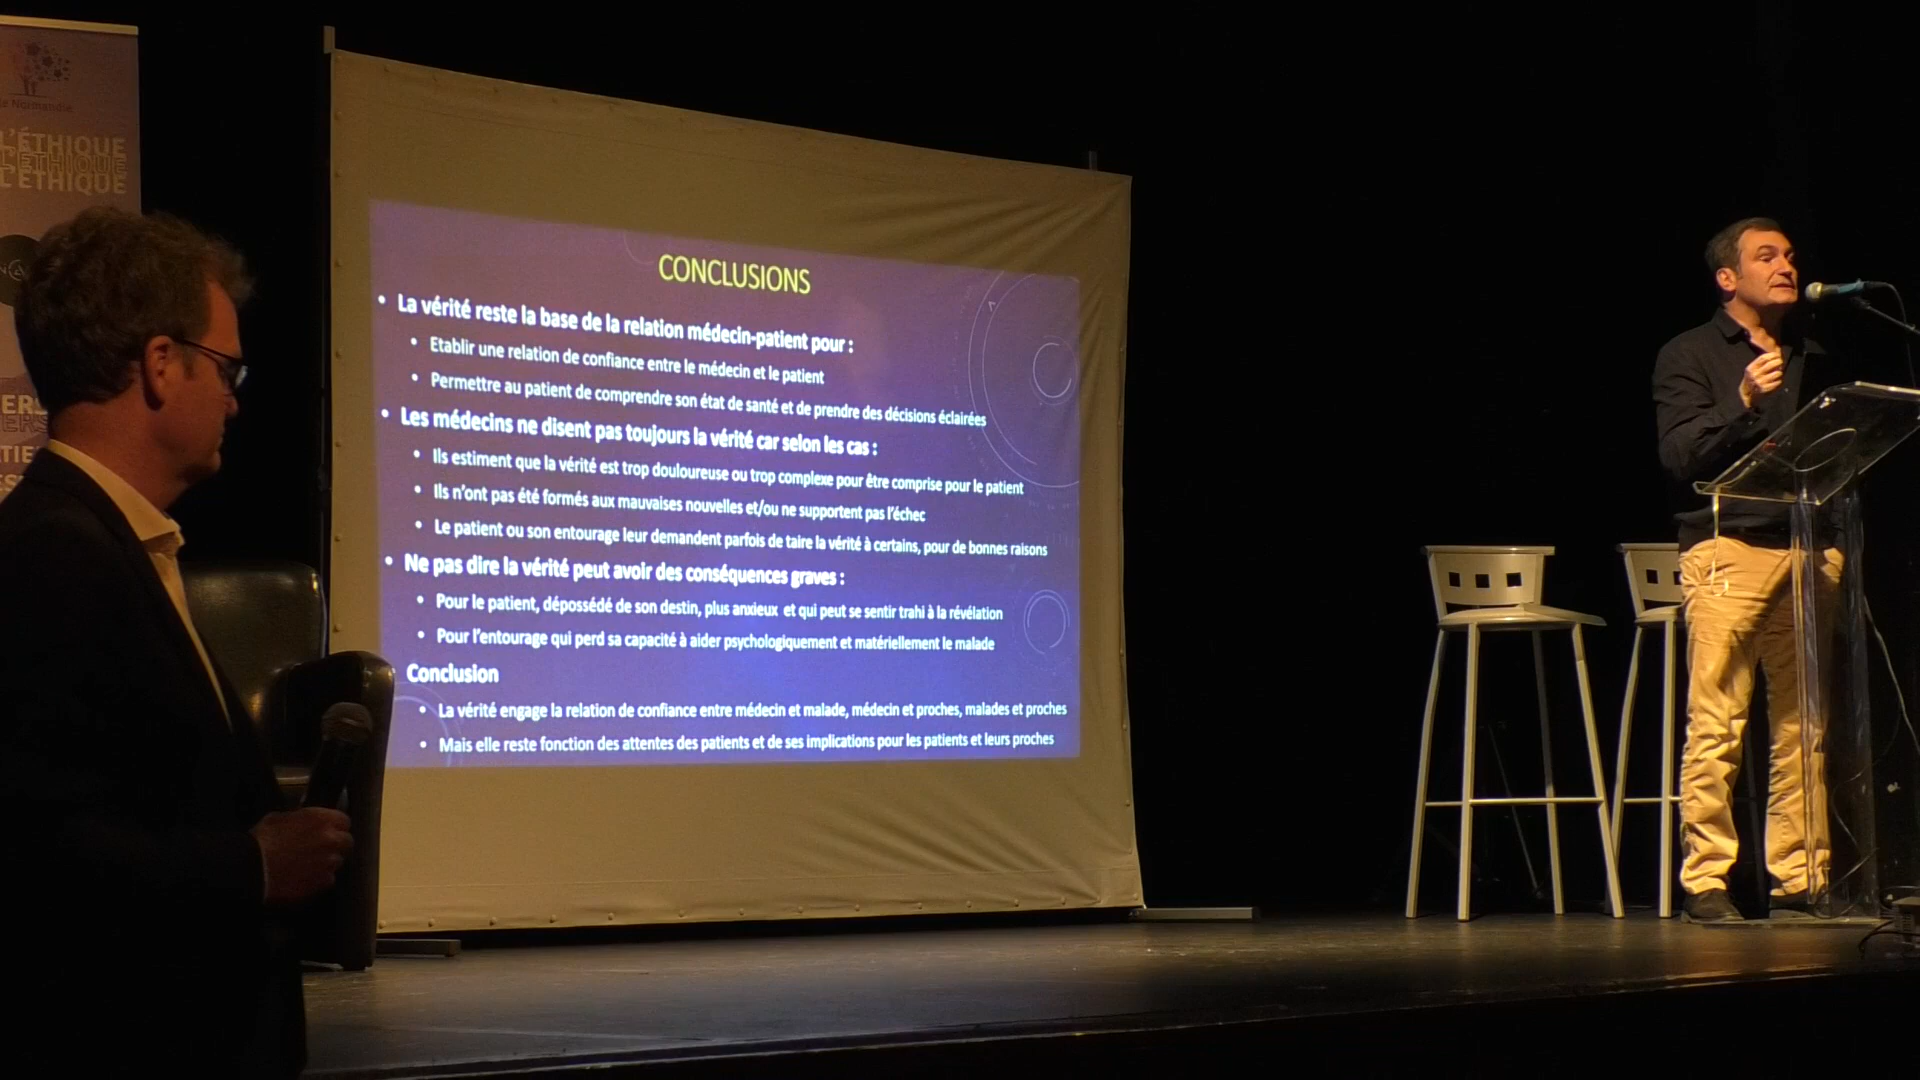 le Normandie
L'ÉTHIQUE
L'ÉTHIQUE
L'ÉTHIQUE
CONCLUSIONS
• La vérité reste la base de la relation médecin-patient pour :
• Etablir une relation de confiance entre le médecin et le patient
• Permettre au patient de comprendre son état de santé et de prendre des décisions éclairées
• Les médecins ne disent pas toujours la vérité car selon les cas :
• Ils estiment que la vérité est trop douloureuse ou trop complexe pour être comprise pour le patient
• Ils n'ont pas été formés aux mauvaises nouvelles et/ou ne supportent pas l'échec
• Le patient ou son entourage leur demandent parfois de taire la vérité à certains, pour de bonnes raisons
• Ne pas dire la vérité peut avoir des conséquences graves :
• Pour le patient, dépossédé de son destin, plus anxieux et qui peut se sentir trahi à la révélation
• Pour l'entourage qui perd sa capacité à aider psychologiquement et matériellement le malade
Conclusion
• La vérité engage la relation de confiance entre médecin et malade, médecin et proches, malades et proches
• Mais elle reste fonction des attentes des patients et de ses implications pour les patients et leurs proches